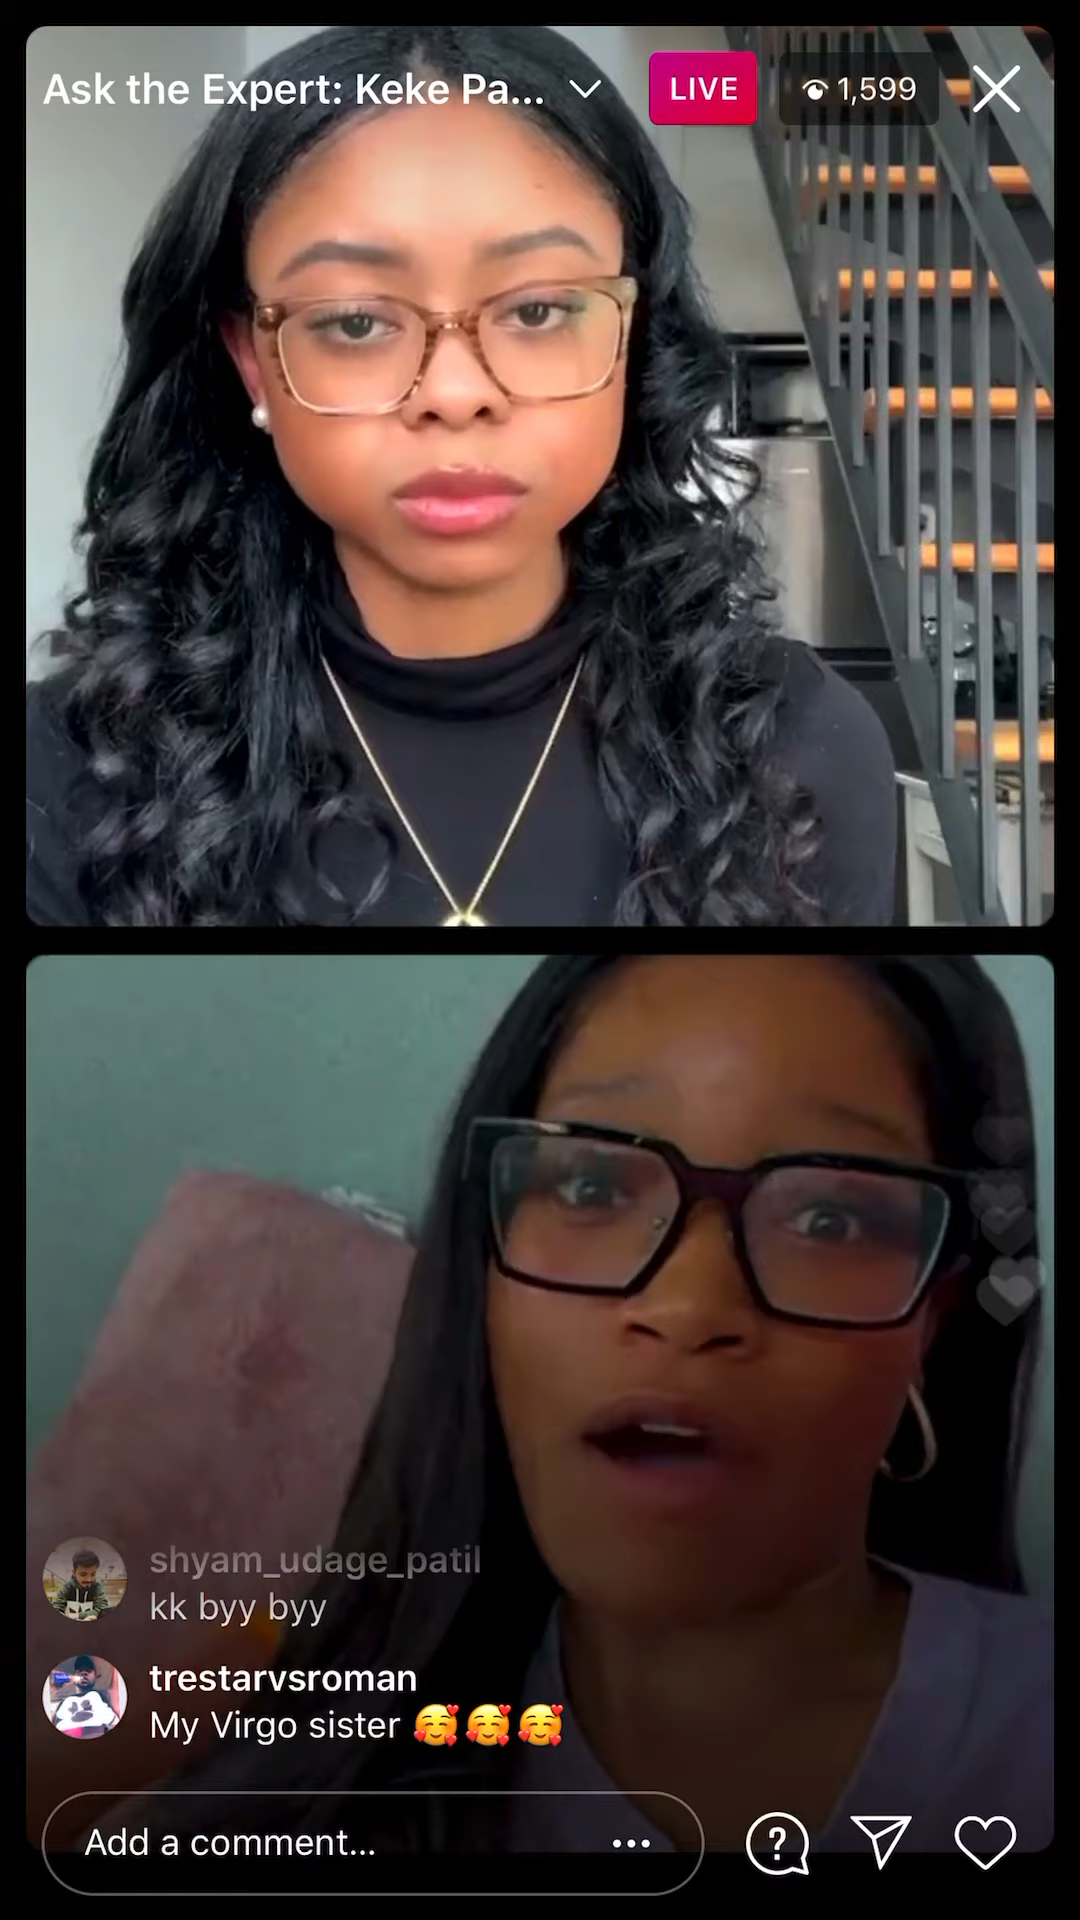 Ask the Expert: Keke Pa...
LIVE
1,599
shyam_udage_patil
kk byy byy
trestarvsroman
My Virgo sister 🥰🥰🥰
Add a comment...